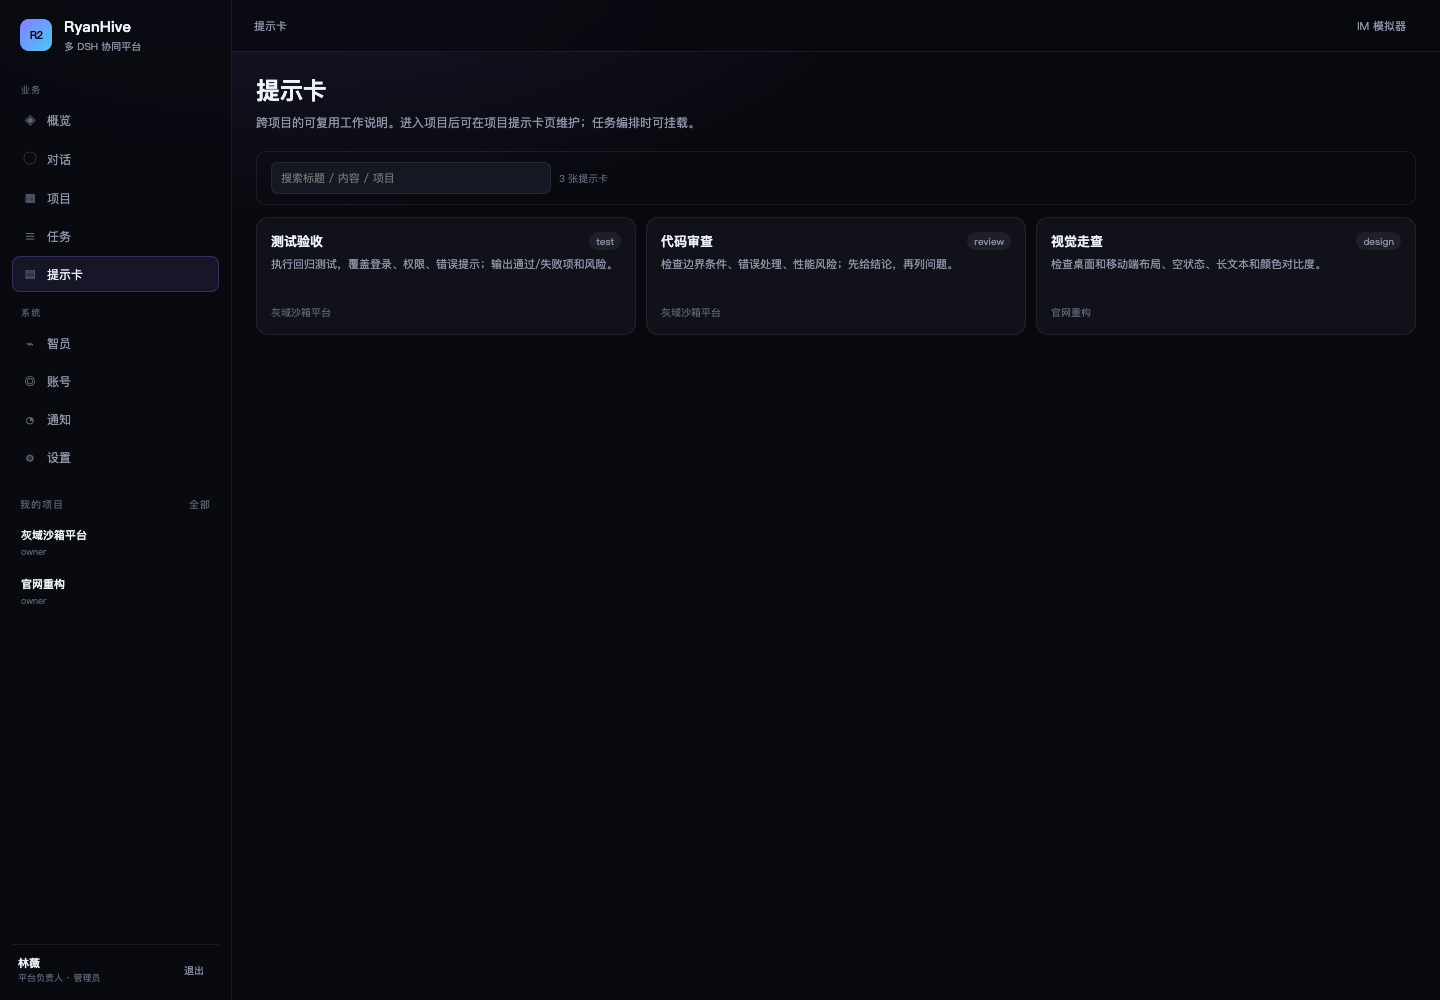 R2
RyanHive
多 DSH 协同平台
业务
概览
对话
项目
任务
提示卡
系统
智员
账号
通知
设置
我的项目 全部
灰域沙箱平台
owner
官网重构
owner
林薇
平台负责人 · 管理员
退出
提示卡 IM 模拟器
提示卡
跨项目的可复用工作说明。进入项目后可在项目提示卡页维护；任务编排时可挂载。
搜索标题 / 内容 / 项目 3 张提示卡
测试验收 test
执行回归测试，覆盖登录、权限、错误提示；输出通过/失败项和风险。
灰域沙箱平台
代码审查 review
检查边界条件、错误处理、性能风险；先给结论，再列问题。
灰域沙箱平台
视觉走查 design
检查桌面和移动端布局、空状态、长文本和颜色对比度。
官网重构